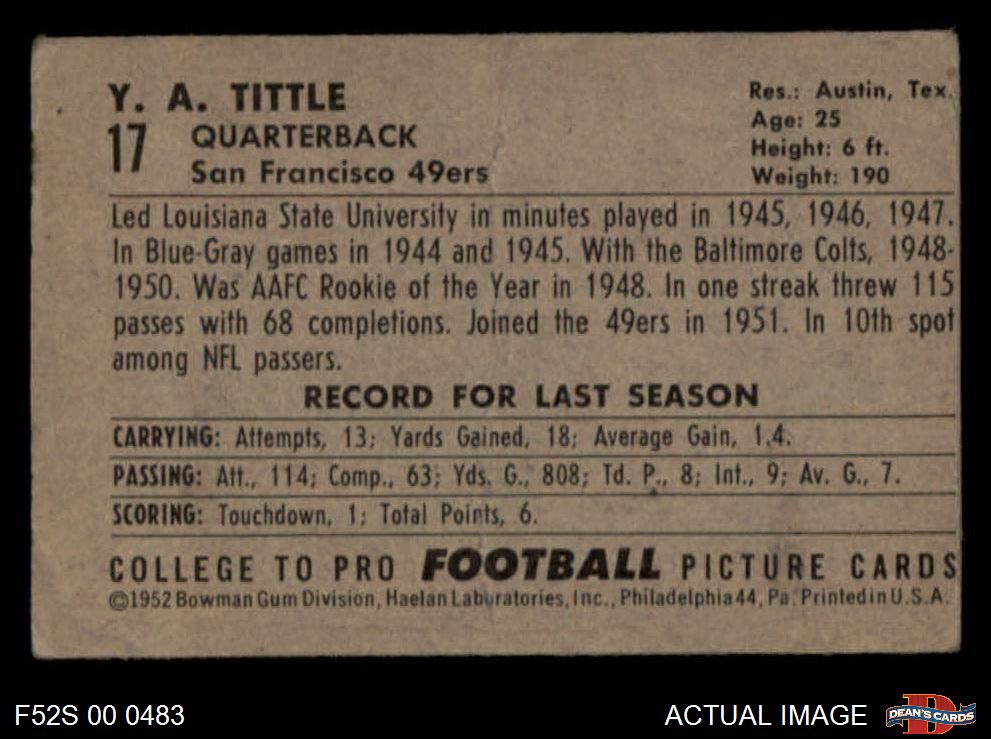 Y. A. TITTLE
17
QUARTERBACK
San Francisco 49ers
Res.: Austin, Tex.
Age: 25
Height: 6 ft.
Weight: 190
Led Louisiana State University in minutes played in 1945, 1946, 1947.
In Blue-Gray games in 1944 and 1945. With the Baltimore Colts, 1948-
1950. Was AAFC Rookie of the Year in 1948. In one streak threw 115
passes with 68 completions. Joined the 49ers in 1951. In 10th spot
among NFL passers.
RECORD FOR LAST SEASON
CARRYING: Attempts, 13; Yards Gained, 18; Average Gain, 1.4.
PASSING: Att., 114; Comp., 63; Yds. G., 808; Td. P., 8; Int., 9; Av. G., 7.
SCORING: Touchdown, 1; Total Points, 6.
COLLEGE TO PRO FOOTBALL PICTURE CARDS
©1952 Bowman Gum Division, Haelan Laboratories, Inc., Philadelphia 44, Pa. Printed in U.S.A.
F52S 00 0483
ACTUAL IMAGE
DEAN'S CARDS